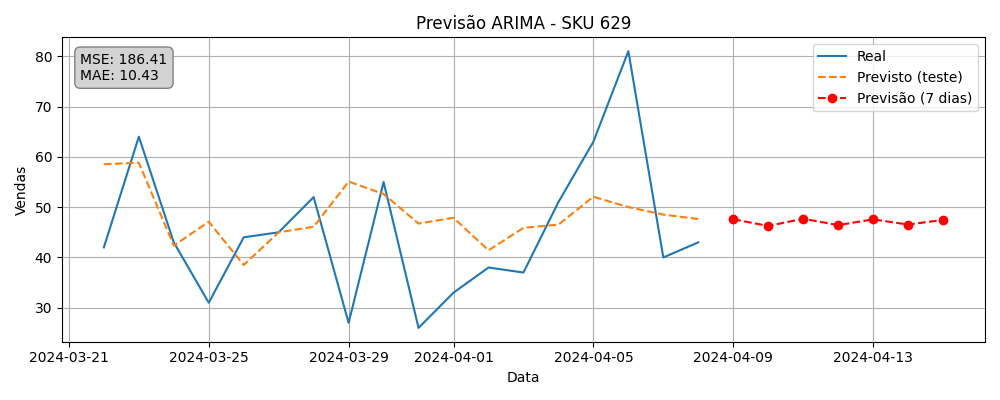 Previsão ARIMA - SKU 629
MSE: 186.41
MAE: 10.43
Real
Previsto (teste)
Previsão (7 dias)
Vendas
80
70
60
50
40
30
2024-03-21
2024-03-25
2024-03-29
2024-04-01
2024-04-05
2024-04-09
2024-04-13
Data